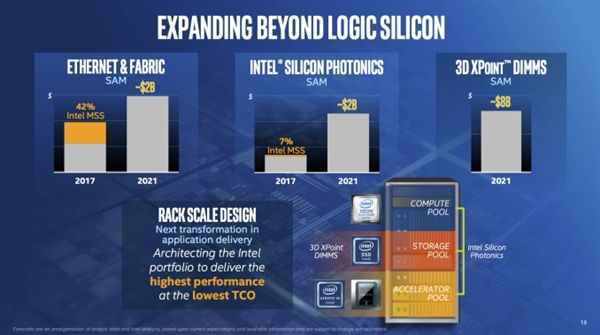 EXPANDING BEYOND LOGIC SILICON
ETHERNET & FABRIC
SAM
$
~$2B
42%
Intel MSS
2017
2021
INTEL® SILICON PHOTONICS
SAM
$
~$2B
7%
Intel MSS
2017
2021
3D XPOINT™ DIMMS
SAM
$
~$8B
2021
RACK SCALE DESIGN
Next transformation in
application delivery
Architecting the Intel
portfolio to deliver the
highest performance
at the lowest TCO
COMPUTE
POOL
3D XPoint
DIMMS
STORAGE
POOL
Intel Silicon
Photonics
ACCELERATOR
POOL
intel
XEON
intel
SSD
intel
STRATIX 10
Forecasts are an amalgamation of analyst data and Intel analysis, based upon current expectations and available information and are subject to change without notice.
13